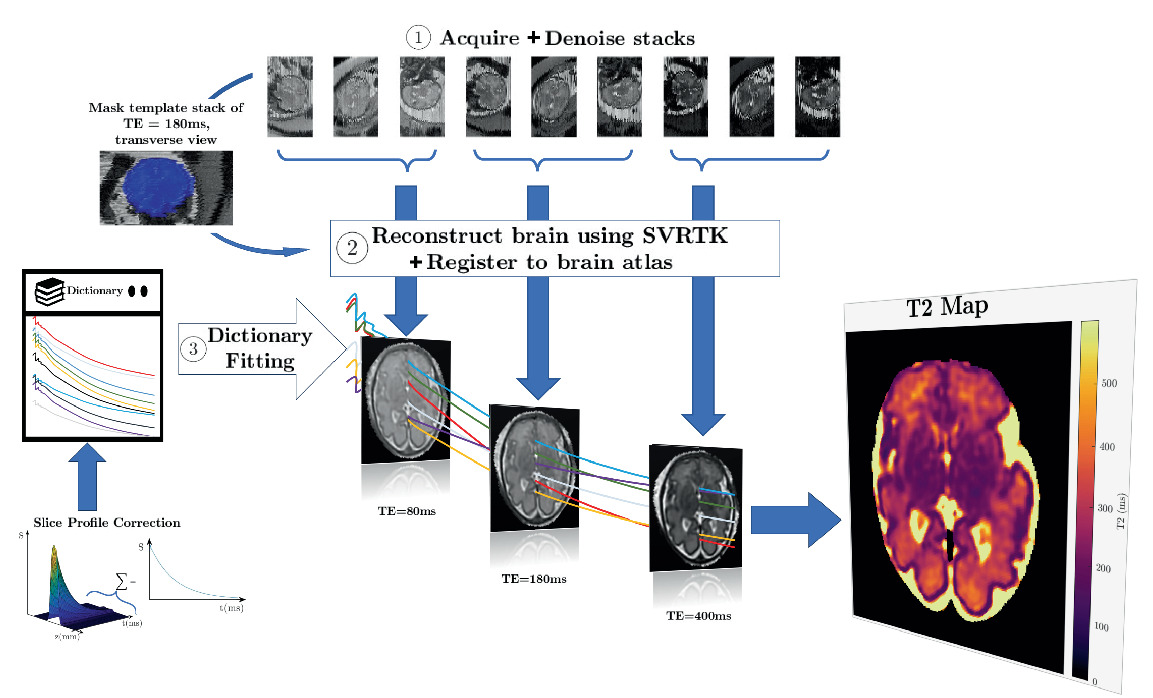 1 Acquire + Denoise stacks
Mask template stack of
TE = 180ms,
transverse view
2 Reconstruct brain using SVRTK
+Register to brain atlas
Dictionary
3 Dictionary
Fitting
T2 Map
500
400
300
200
100
0
T2 (ms)
TE=80ms
TE=180ms
TE=400ms
Slice Profile Correction
S
z(mm)
t(ms)
∑
S
t(ms)